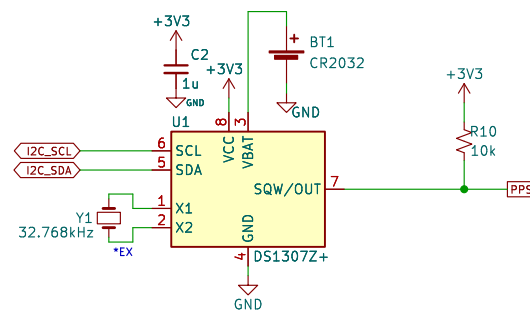 +3V3
C2
1u
GND
+3V3
BT1
CR2032
GND
+3V3
R10
10k
U1
8
3
VCC
VBAT
I2C_SCL
6
SCL
I2C_SDA
5
SDA
SQW/OUT
7
PPS
Y1
32.768kHz
*EX
1
X1
2
X2
GND
4
DS1307Z+
GND